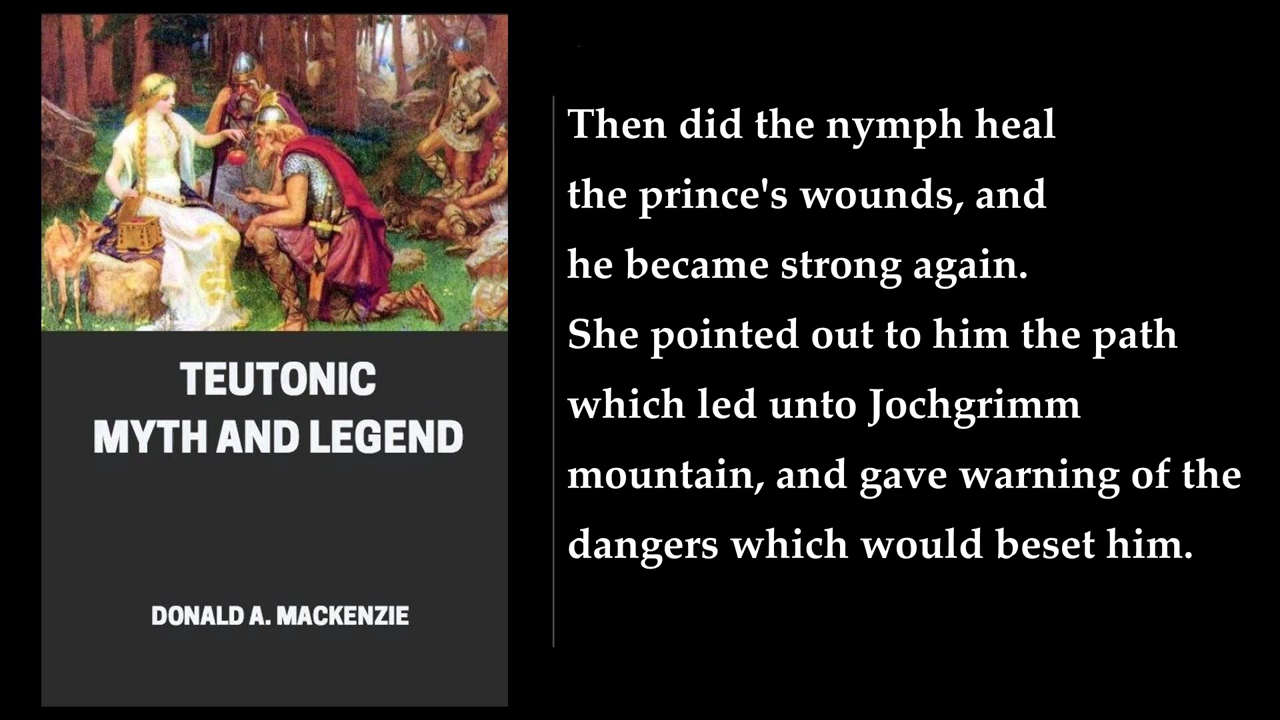 TEUTONIC
MYTH AND LEGEND
DONALD A. MACKENZIE
Then did the nymph heal
the prince's wounds, and
he became strong again.
She pointed out to him the path
which led unto Jochgrimm
mountain, and gave warning of the
dangers which would beset him.